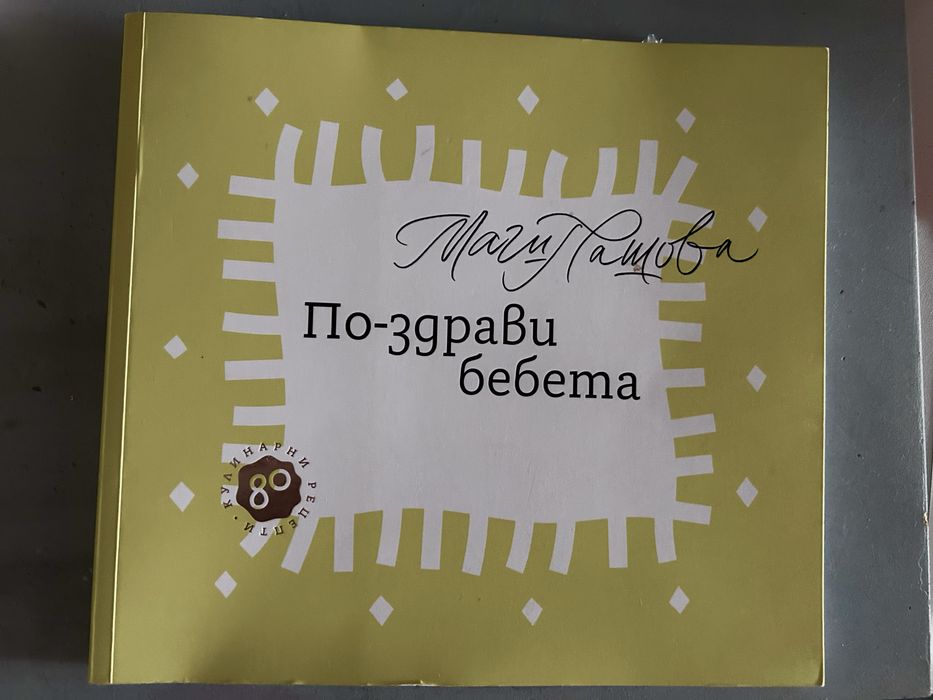 Маги Пашова
По-здрави
бебета
80
КУЛИНАРНИ РЕЦЕПТИ